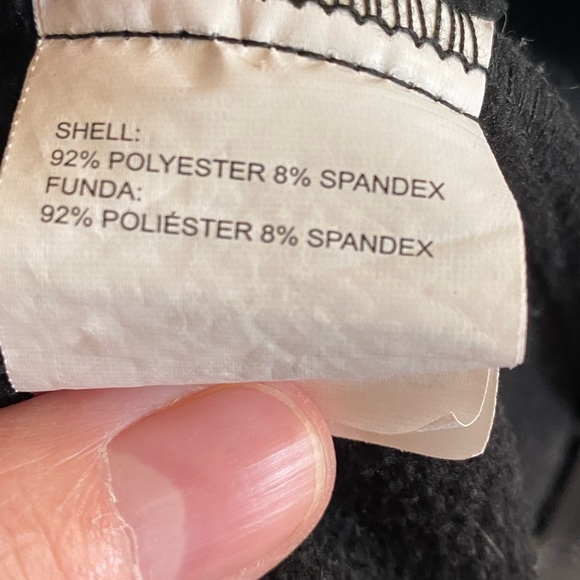 SHELL:
92% POLYESTER 8% SPANDEX
FUNDA:
92% POLIÉSTER 8% SPANDEX